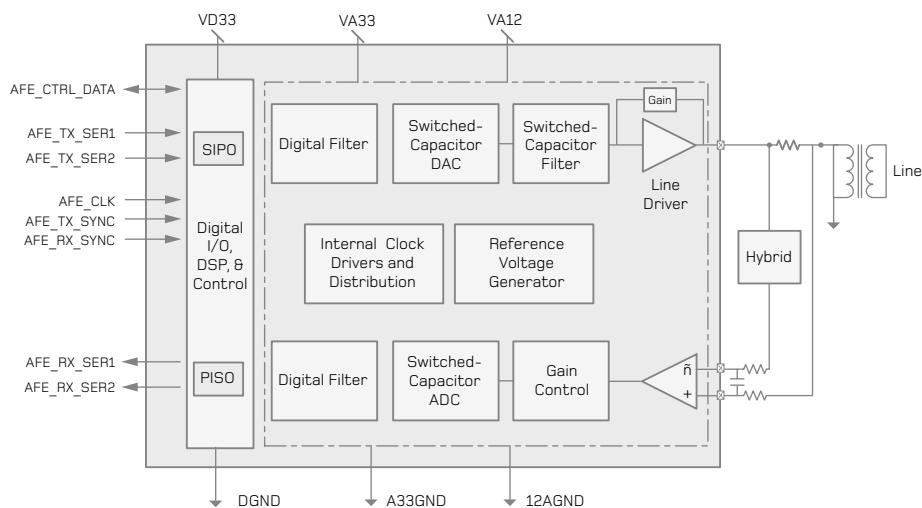 VD33
VA33
VA12
AFE_CTRL_DATA
AFE_TX_SER1
AFE_TX_SER2
AFE_CLK
AFE_TX_SYNC
AFE_RX_SYNC
AFE_RX_SER1
AFE_RX_SER2
SIPO
Digital
I/O,
DSP, &
Control
PISO
Digital Filter
Switched-
Capacitor
DAC
Switched-
Capacitor
Filter
Gain
Line
Driver
Internal Clock
Drivers and
Distribution
Reference
Voltage
Generator
Digital Filter
Switched-
Capacitor
ADC
Gain
Control
ñ
+
Hybrid
Line
DGND
A33GND
12AGND